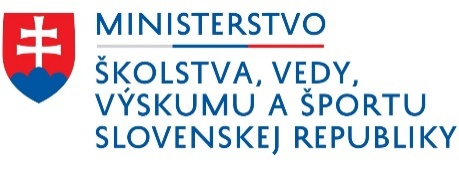 MINISTERSTVO
ŠKOLSTVA, VEDY,
VÝSKUMU A ŠPORTU
SLOVENSKEJ REPUBLIKY